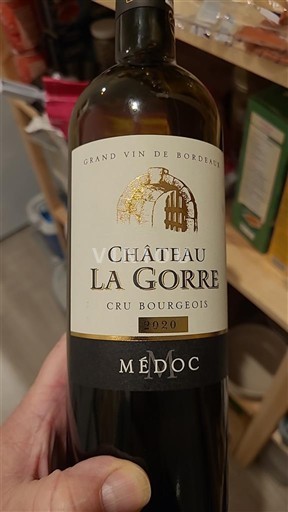 GRAND VIN DE BORDEAUX
CHÂTEAU
LA GORRE
CRU BOURGEOIS
2020
MÉDOC